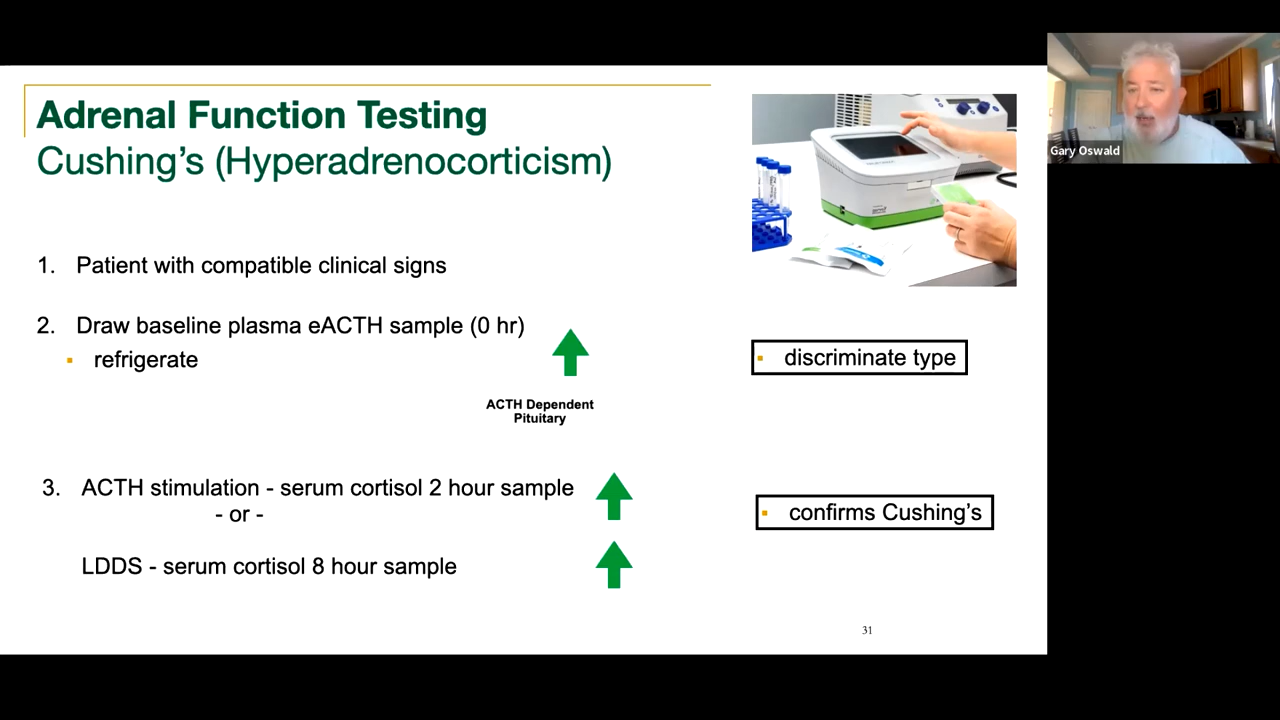 Adrenal Function Testing
Cushing's (Hyperadrenocorticism)
Gary Oswald
1. Patient with compatible clinical signs
2. Draw baseline plasma eACTH sample (0 hr)
▪ refrigerate
▪ discriminate type
ACTH Dependent
Pituitary
3. ACTH stimulation - serum cortisol 2 hour sample
- or -
▪ confirms Cushing's
LDDS - serum cortisol 8 hour sample
31